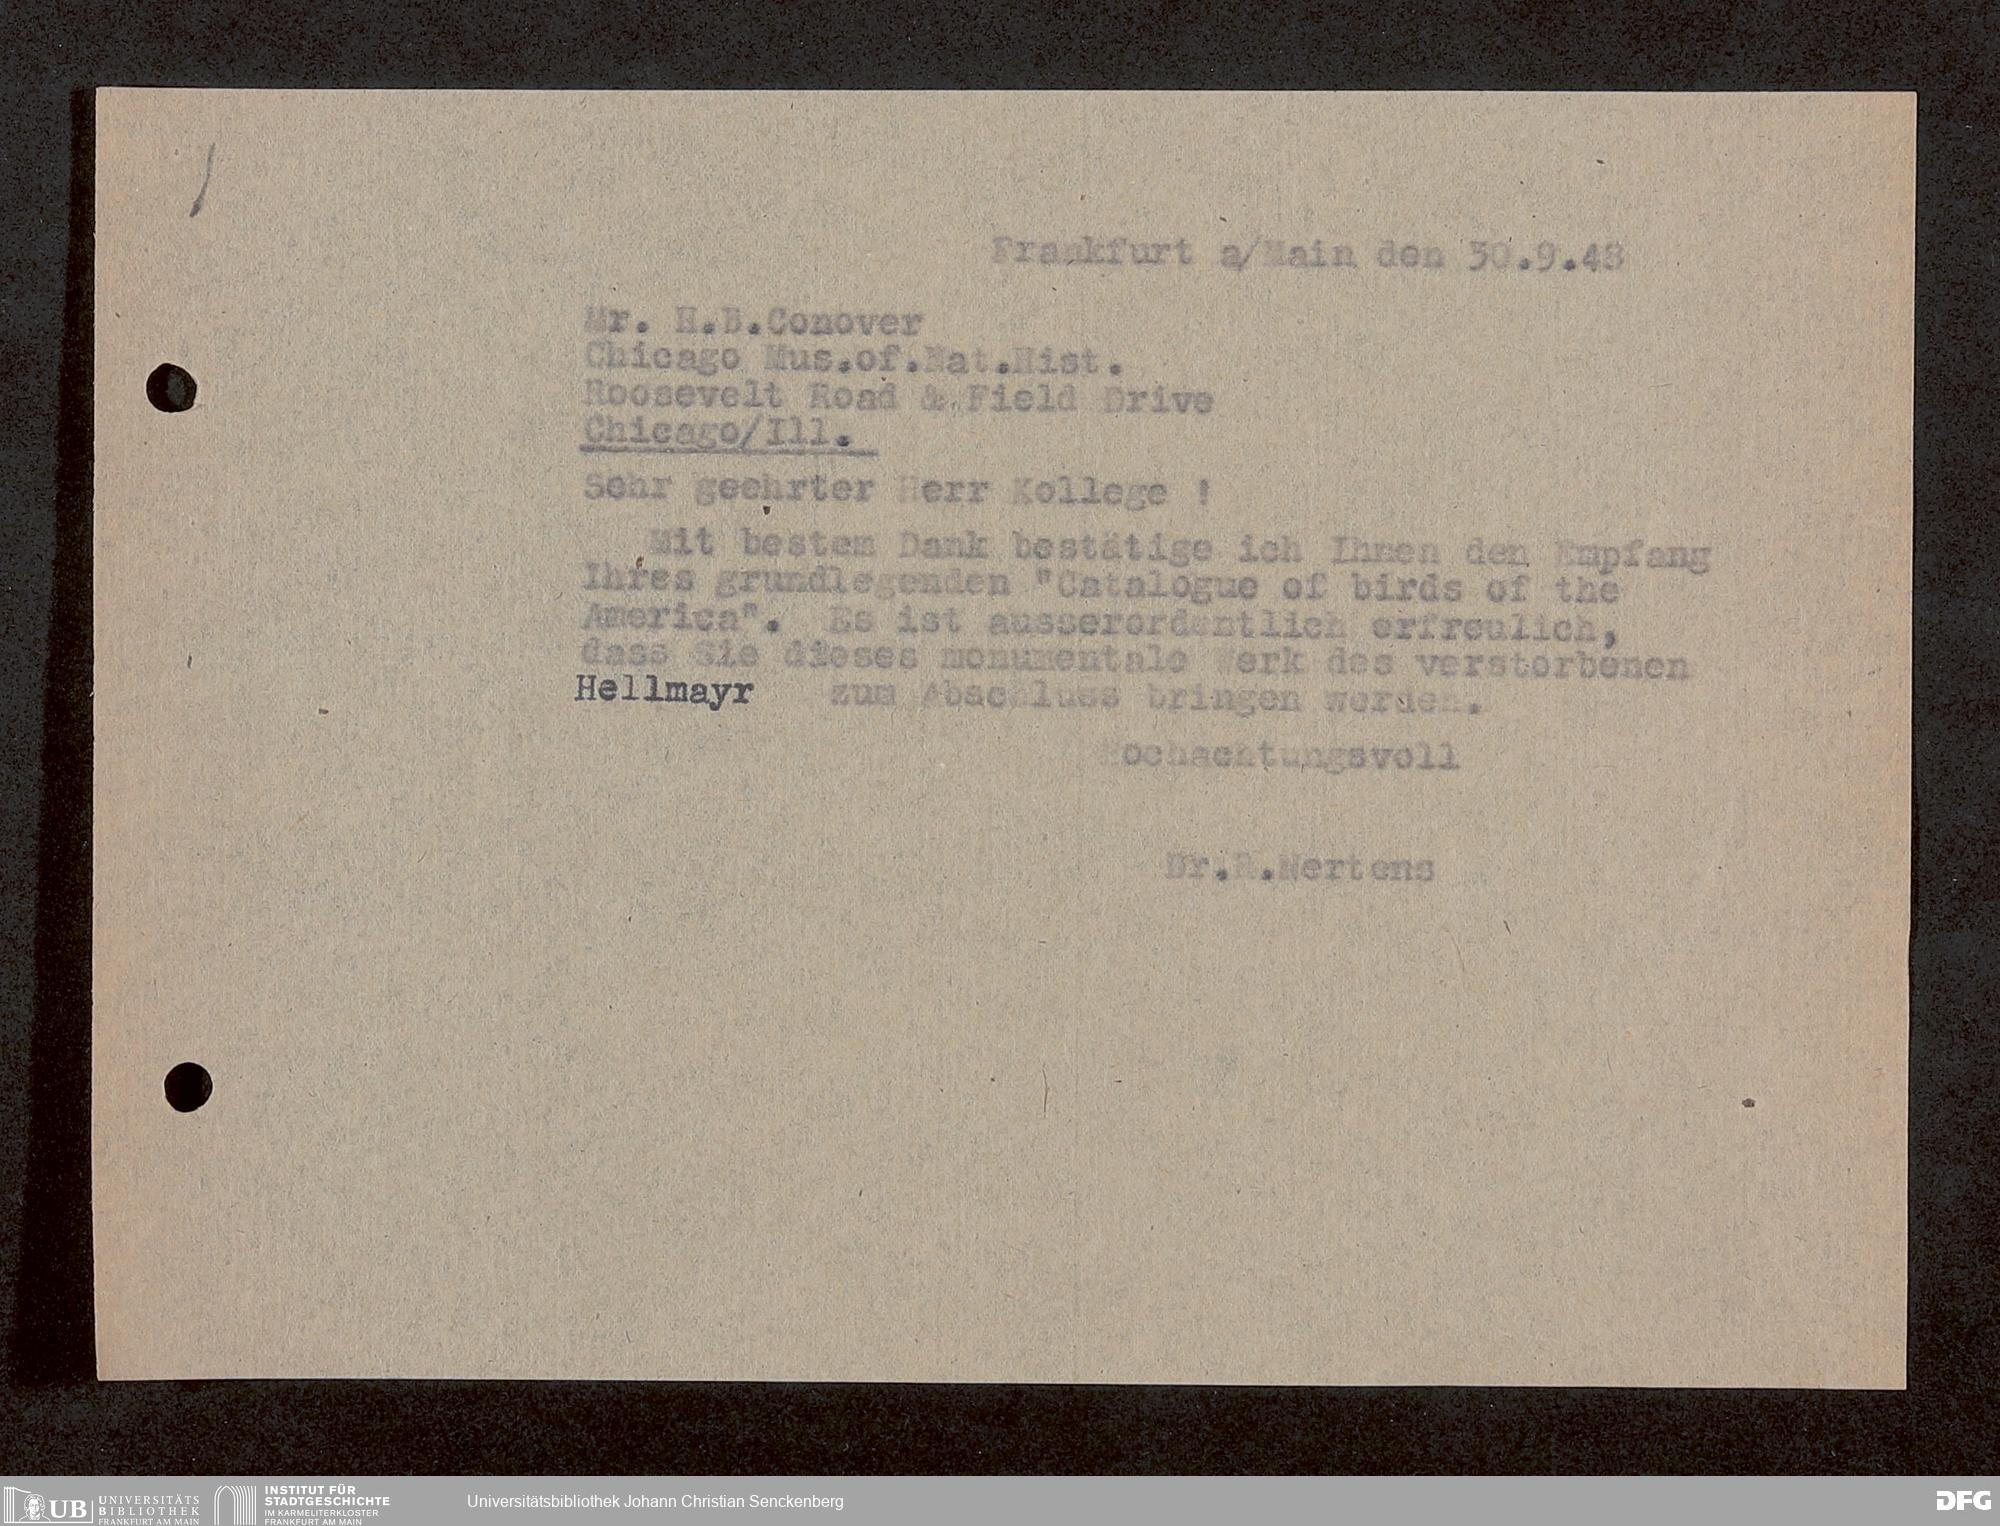 Frankfurt a/Main den 30.9.48
Mr. H.B.Conover
Chicago Mus.of.Nat.Hist.
Roosevelt Road & Field Drive
Chicago/Ill.
Sehr geehrter Herr Kollege !
Mit bestem Dank bestätige ich Ihnen den Empfang
Ihres grundlegenden "Catalogue of birds of the
America". Es ist ausserordentlich erfreulich,
dass Sie dieses monumentale Werk des verstorbenen
Hellmayr zum Abschluss bringen werden.
Hochachtungsvoll
Dr.R.Mertens
UB UNIVERSITÄTS
BIBLIOTHEK
FRANKFURT AM MAIN
INSTITUT FÜR
STADTGESCHICHTE
IM KARMELITERKLOSTER
FRANKFURT AM MAIN
Universitätsbibliothek Johann Christian Senckenberg
DFG